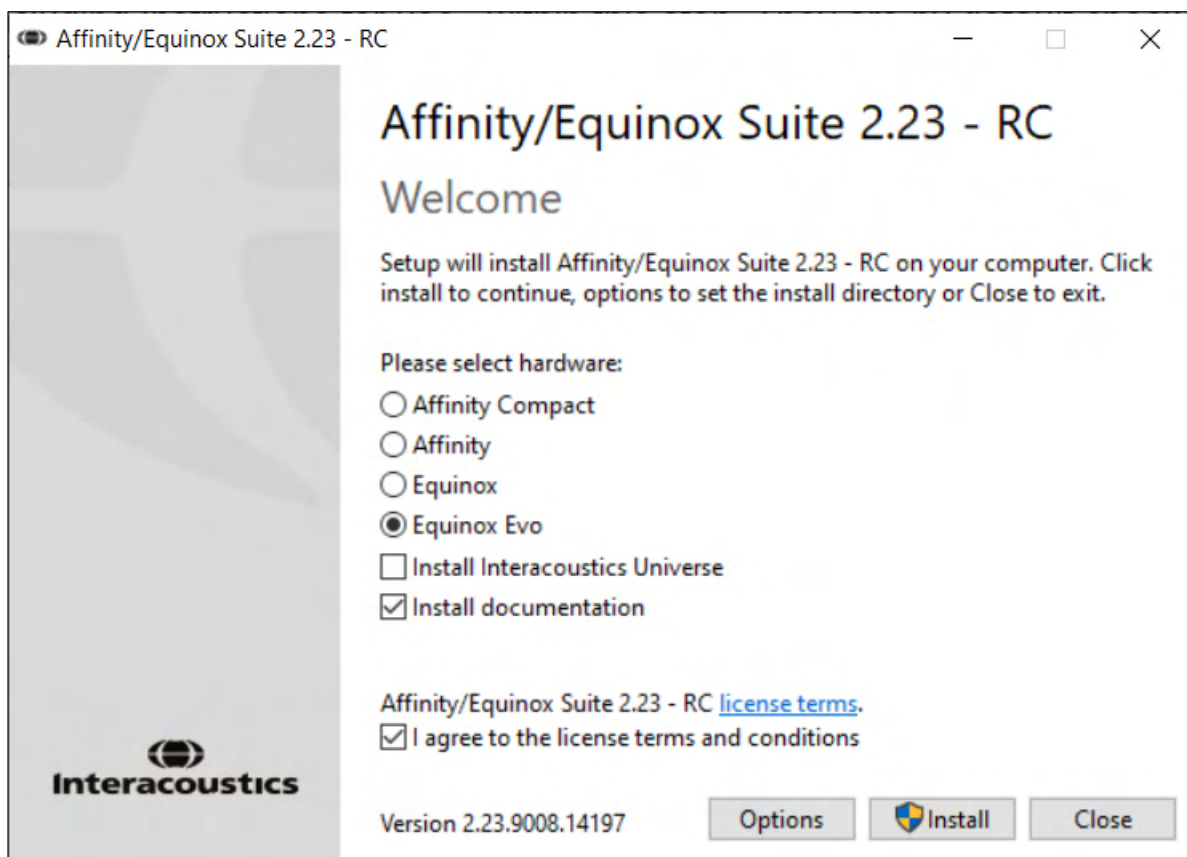 Affinity/Equinox Suite 2.23 - RC
Affinity/Equinox Suite 2.23 - RC
Welcome
Setup will install Affinity/Equinox Suite 2.23 - RC on your computer. Click
install to continue, options to set the install directory or Close to exit.
Please select hardware:
Affinity Compact
Affinity
Equinox
Equinox Evo
Install Interacoustics Universe
Install documentation
Affinity/Equinox Suite 2.23 - RC license terms.
I agree to the license terms and conditions
Interacoustics
Version 2.23.9008.14197
Options
Install
Close